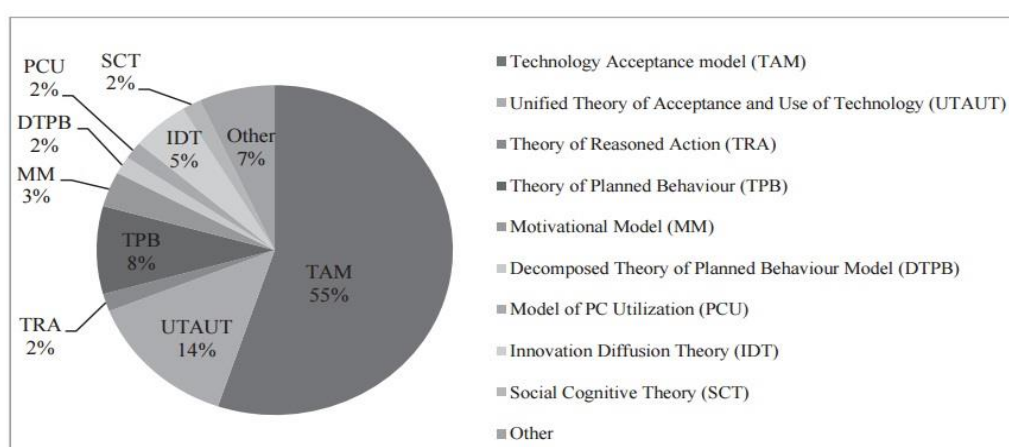 SCT
2%
PCU
2%
DTPB
2%
MM
3%
IDT
5%
Other
7%
TPB
8%
TAM
55%
TRA
2%
UTAUT
14%
Technology Acceptance model (TAM)
Unified Theory of Acceptance and Use of Technology (UTAUT)
Theory of Reasoned Action (TRA)
Theory of Planned Behaviour (TPB)
Motivational Model (MM)
Decomposed Theory of Planned Behaviour Model (DTPB)
Model of PC Utilization (PCU)
Innovation Diffusion Theory (IDT)
Social Cognitive Theory (SCT)
Other